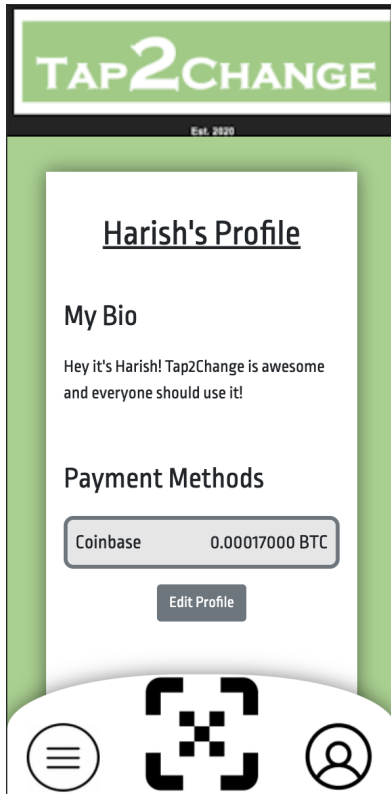 TAP2CHANGE
Est. 2020
Harish's Profile
My Bio
Hey it's Harish! Tap2Change is awesome
and everyone should use it!
Payment Methods
Coinbase 0.00017000 BTC
Edit Profile